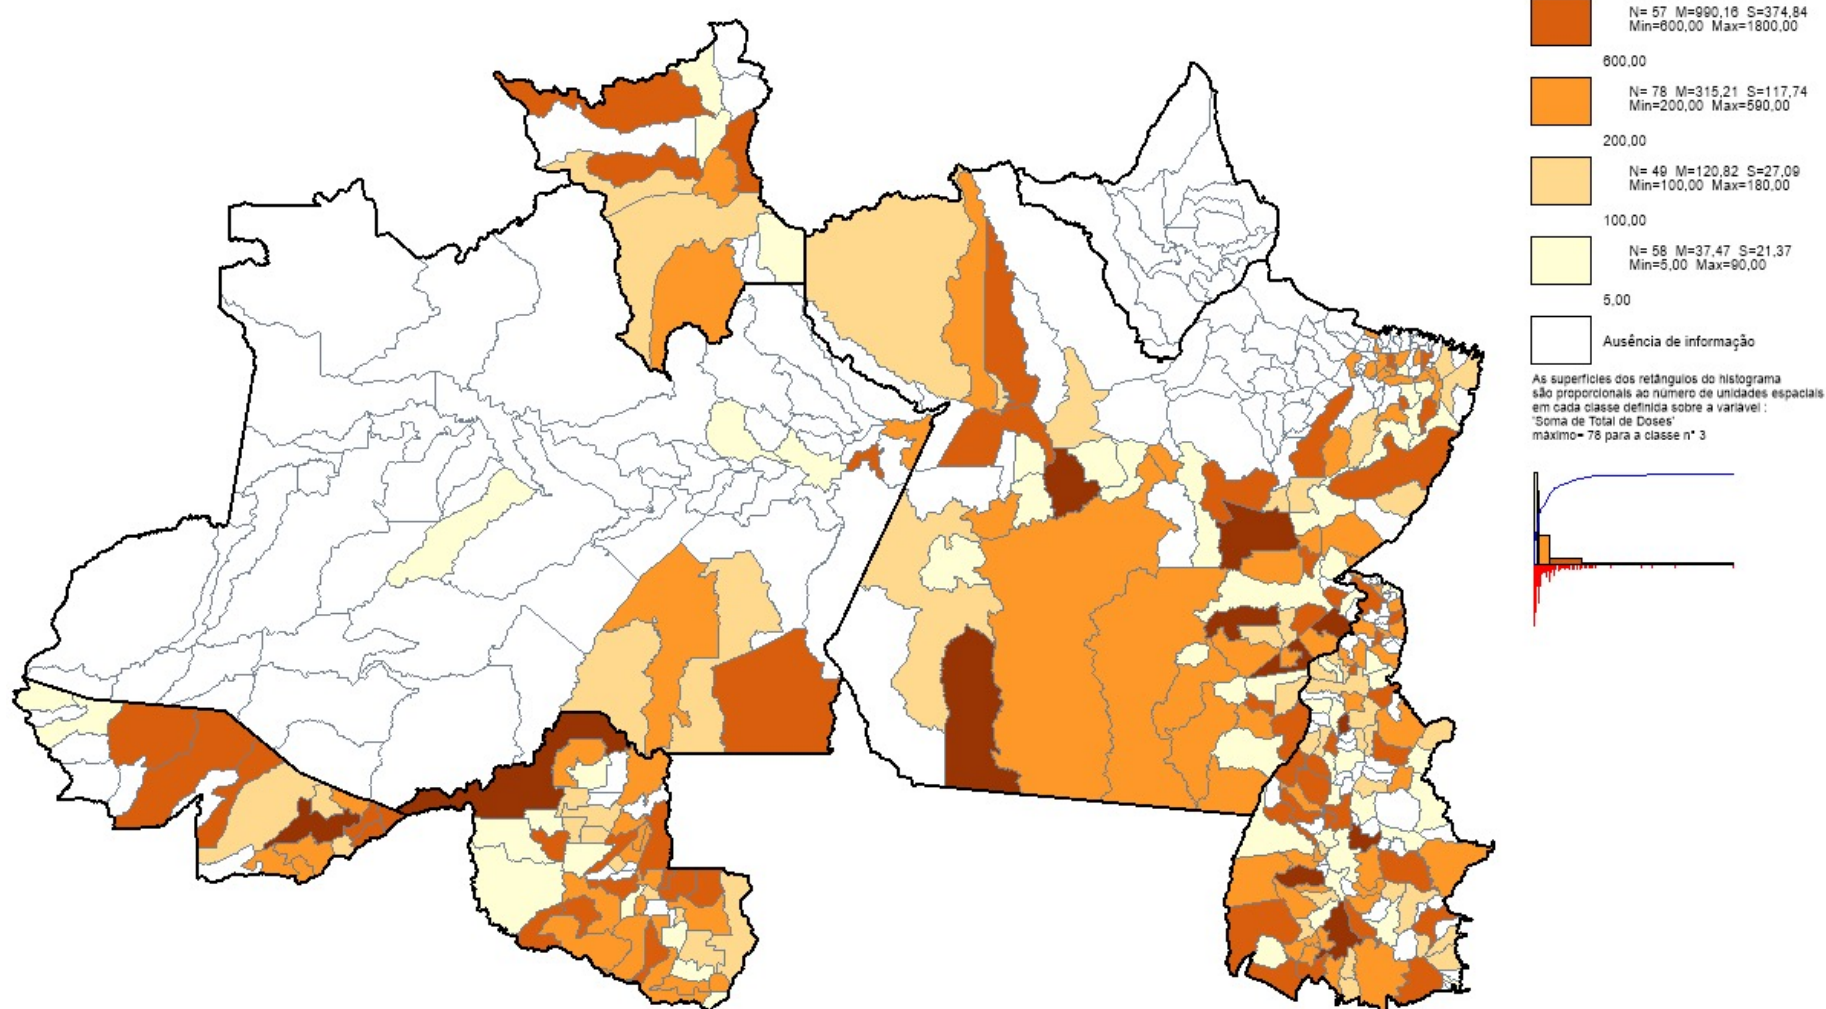 N= 57 M=990,16 S=374,84
Min=600,00 Max=1800,00
600,00
N= 78 M=315,21 S=117,74
Min=200,00 Max=590,00
200,00
N= 49 M=120,82 S=27,09
Min=100,00 Max=180,00
100,00
N= 58 M=37,47 S=21,37
Min=5,00 Max=90,00
5,00
Ausência de informação
As superfícies dos retângulos do histograma
são proporcionais ao número de unidades espaciais
em cada classe definida sobre a variável :
'Soma de Total de Doses'
máximo= 78 para a classe n° 3